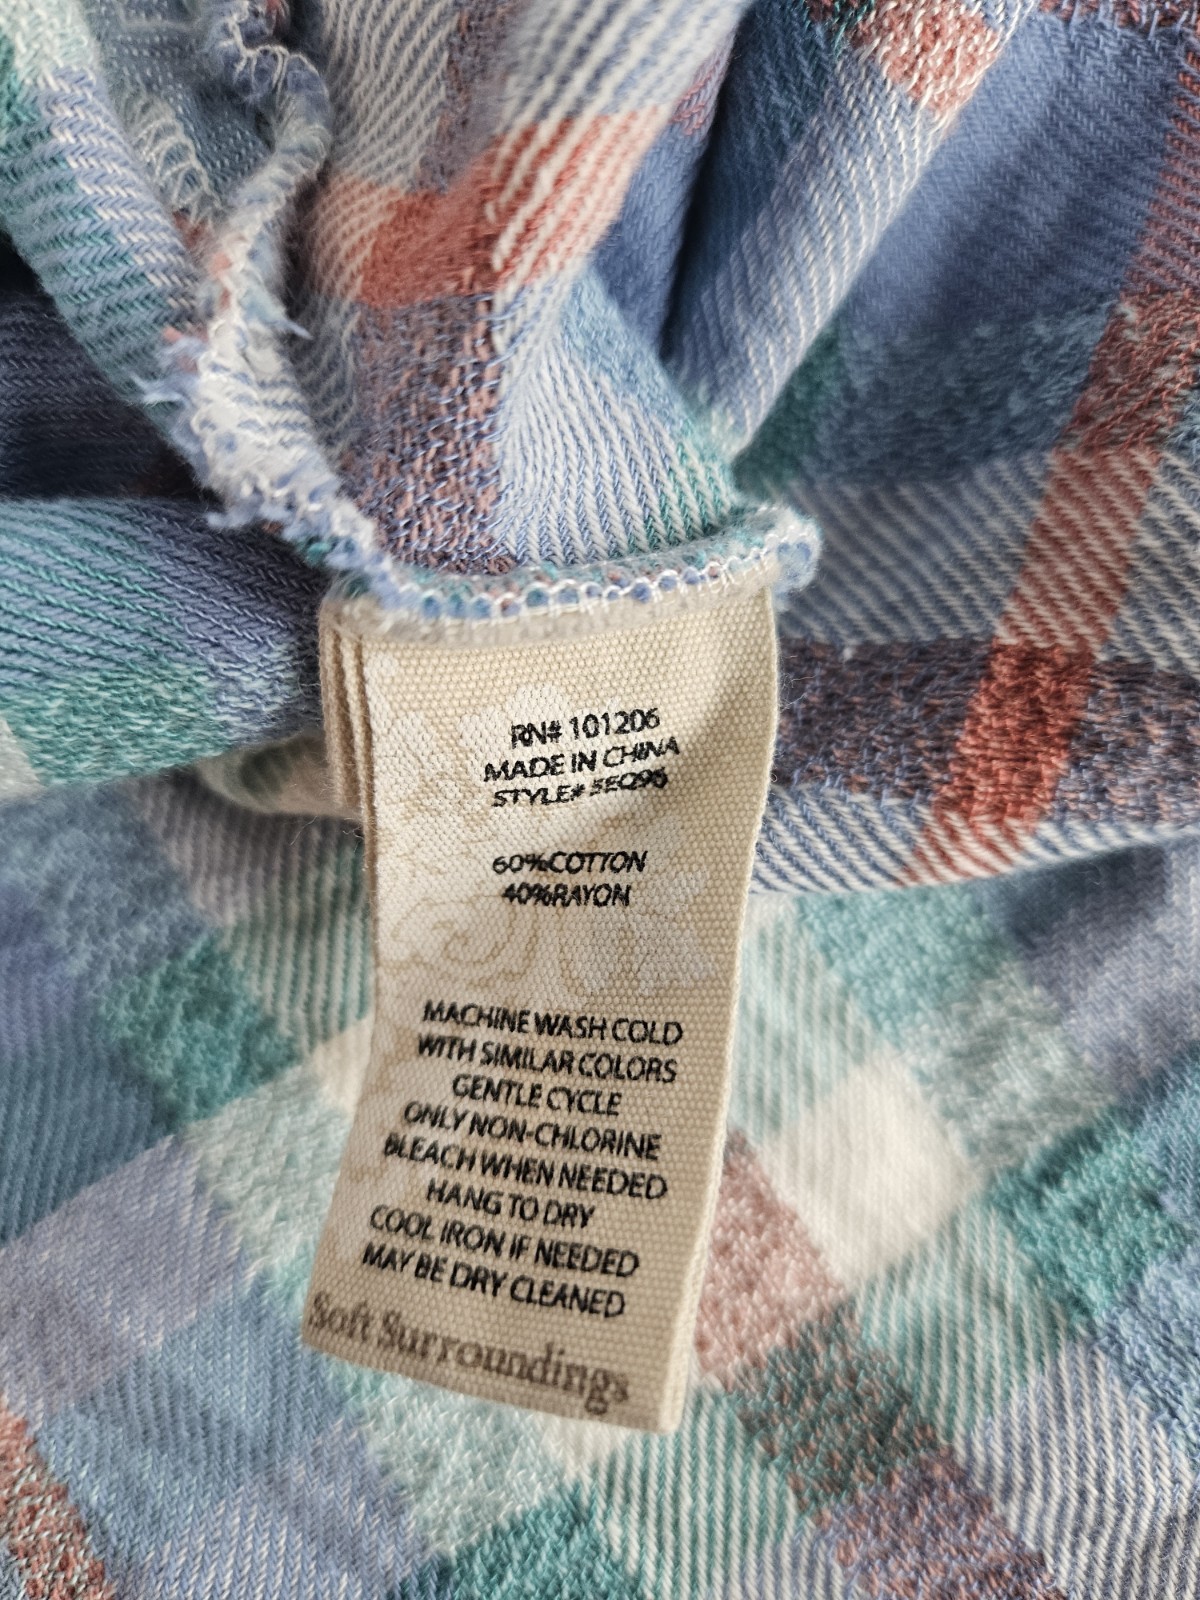 RN# 101206
MADE IN CHINA
STYLE# 5EQ96
60%COTTON
40%RAYON
MACHINE WASH COLD
WITH SIMILAR COLORS
GENTLE CYCLE
ONLY NON-CHLORINE
BLEACH WHEN NEEDED
HANG TO DRY
COOL IRON IF NEEDED
MAY BE DRY CLEANED
Soft Surroundings